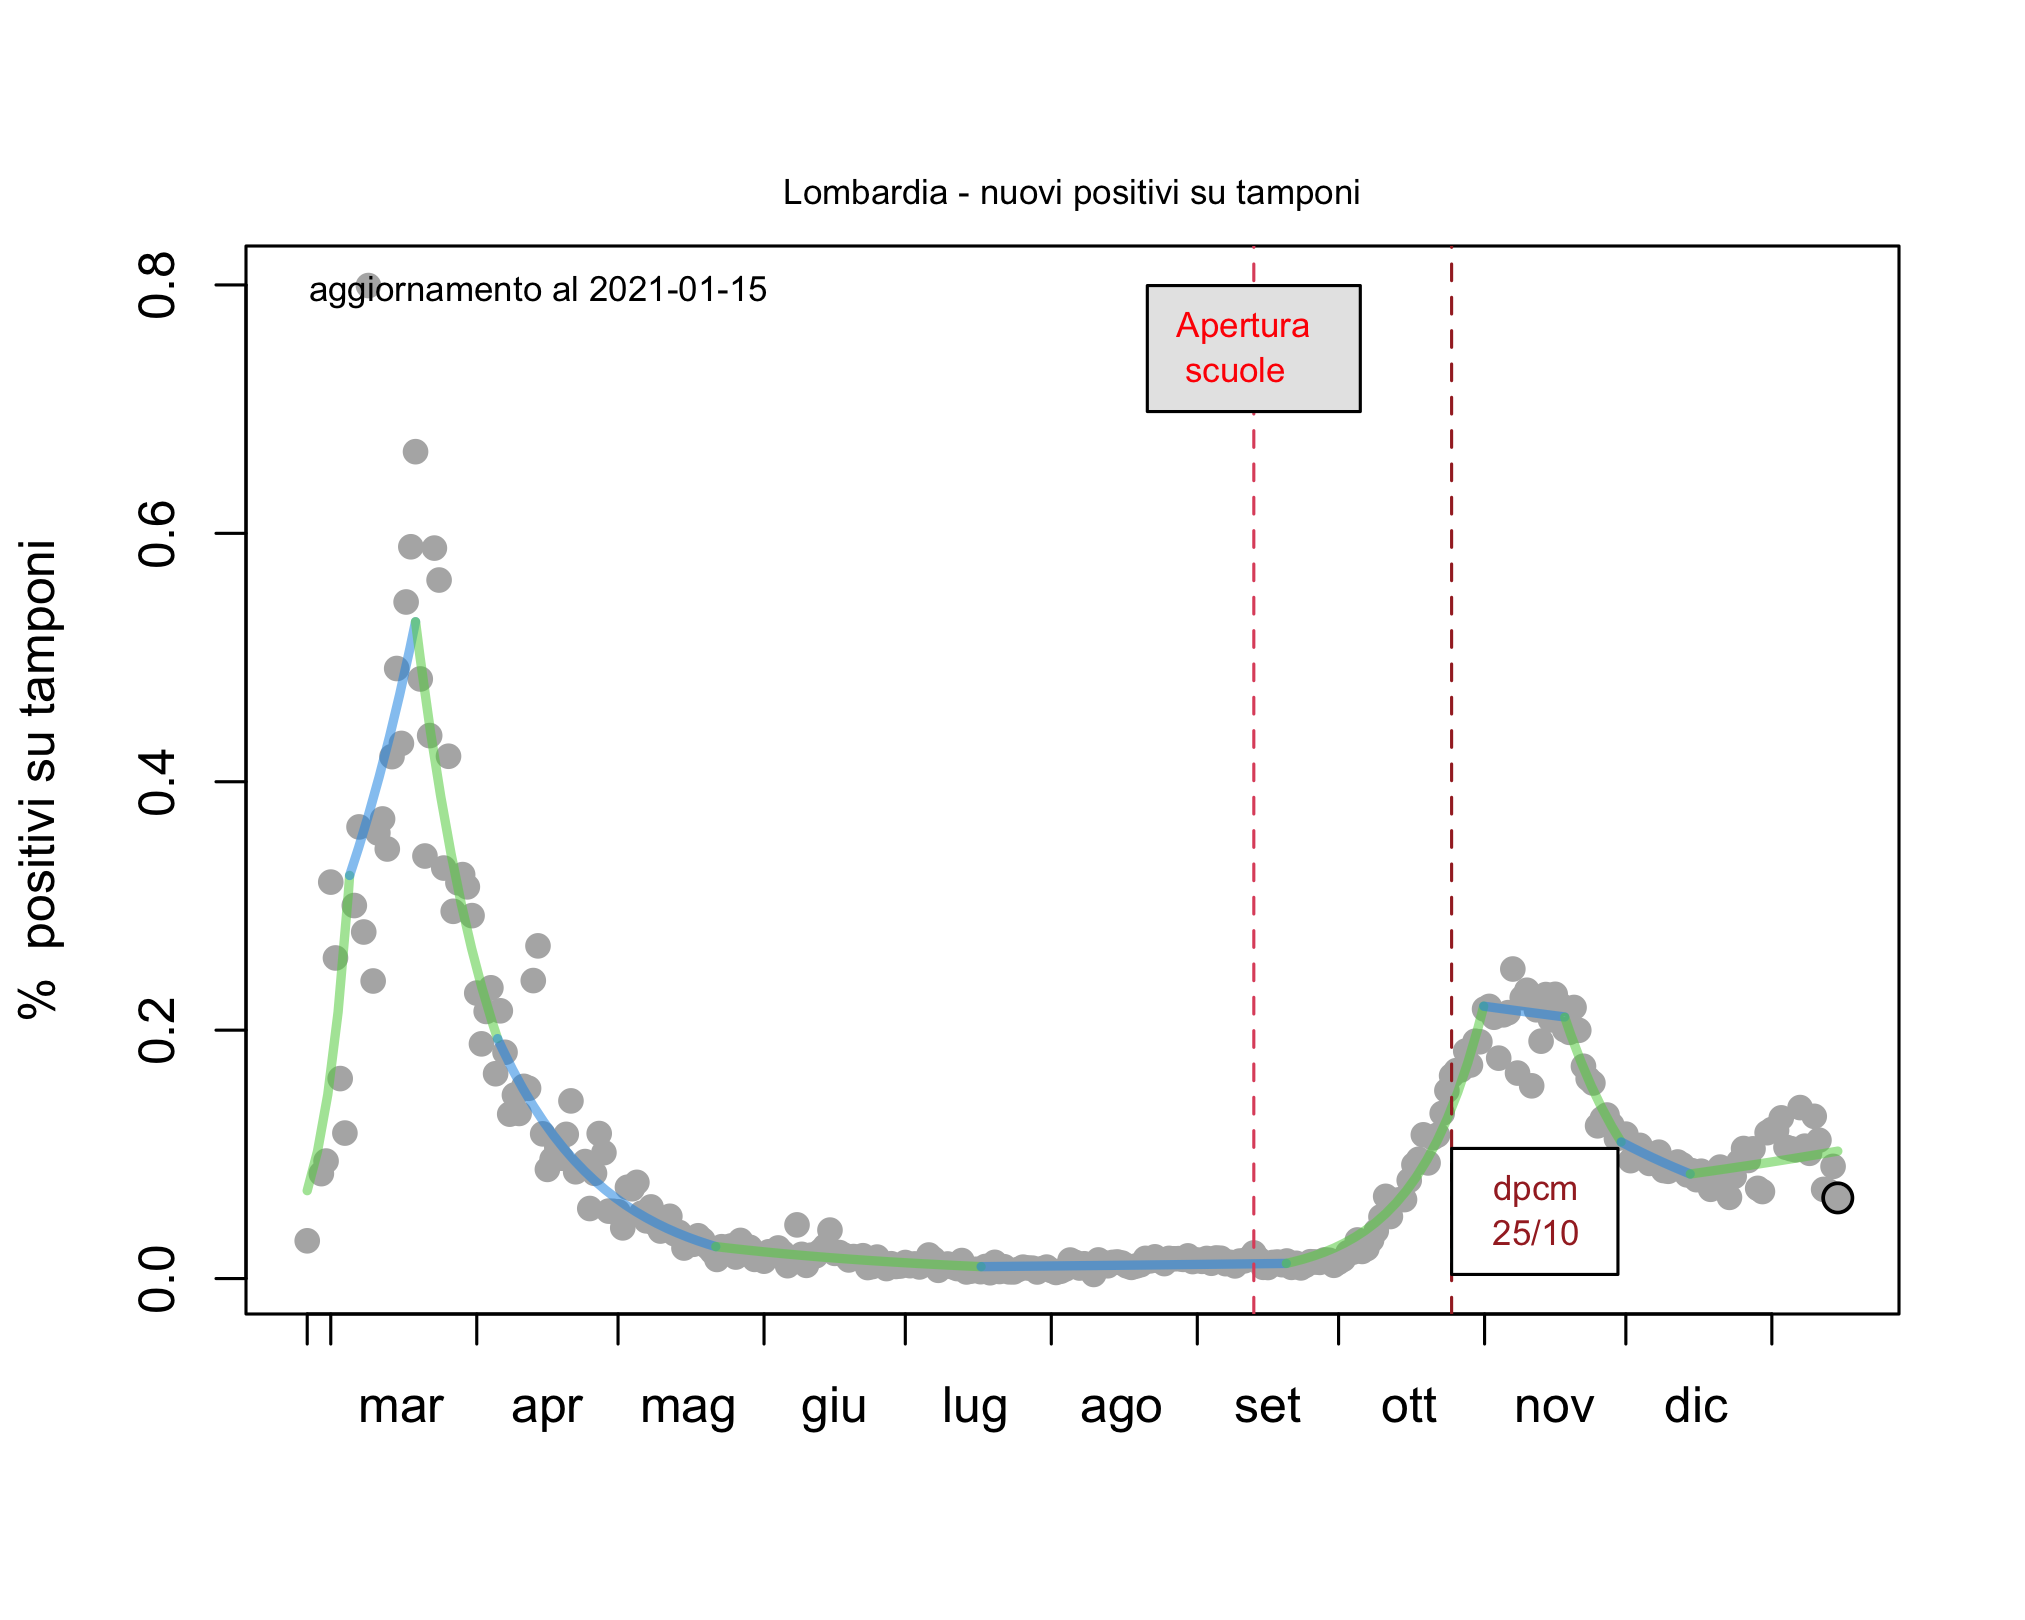 Lombardia - nuovi positivi su tamponi
aggiornamento al 2021-01-15
Apertura
scuole
dpcm
25/10
% positivi su tamponi
0.8
0.6
0.4
0.2
0.0
mar apr mag giu lug ago set ott nov dic